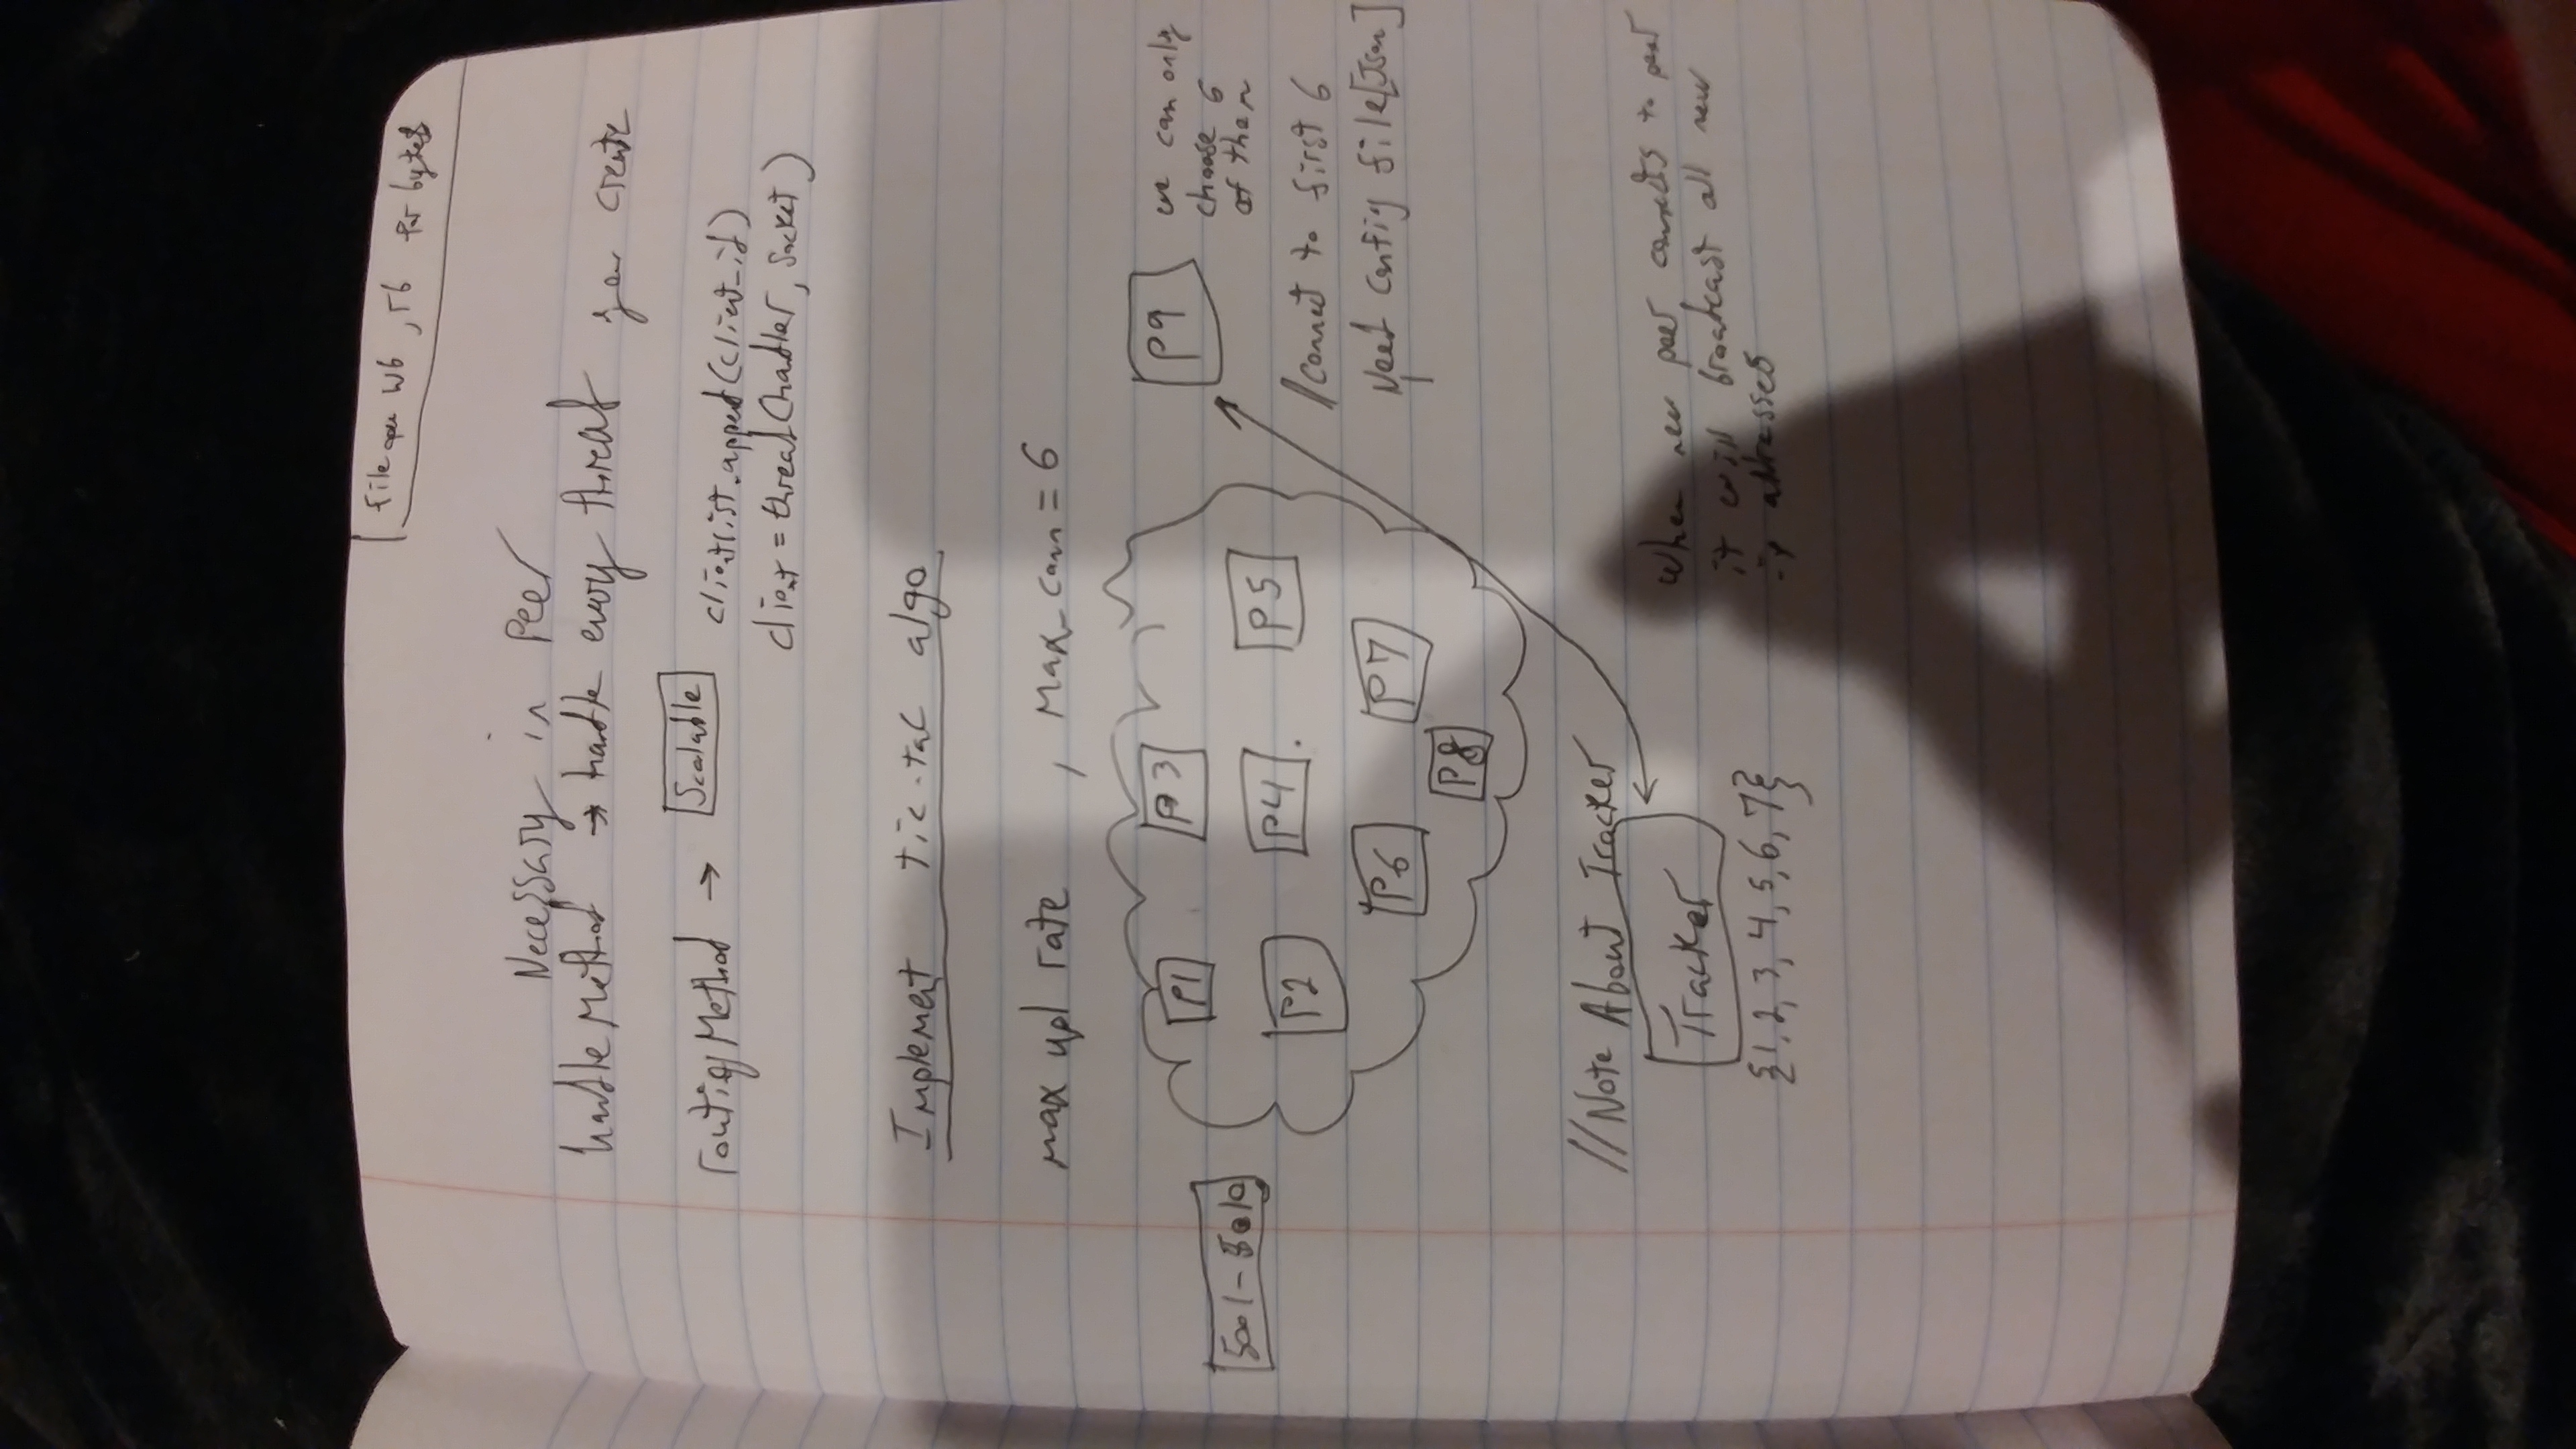 file open wb, rb for bytes
Necessary in Peer
handle Method → handle every thread you create
routing Method → Scalable
clientlist.append(client_id)
client = thread(handler, socket)
Implement tic-tac algo
max upl rate , Max_conn = 6
P1 P3 P9
we can only
choose 6
of them
5001-5010
P2 P4 P5
/connect to first 6
Need config file[Json]
P6 P7
P8
//Note About Tracker
Tracker
{1, 2, 3, 4, 5, 6, 7}
when new peer connects to peer
it will broadcast all new
ip addresses